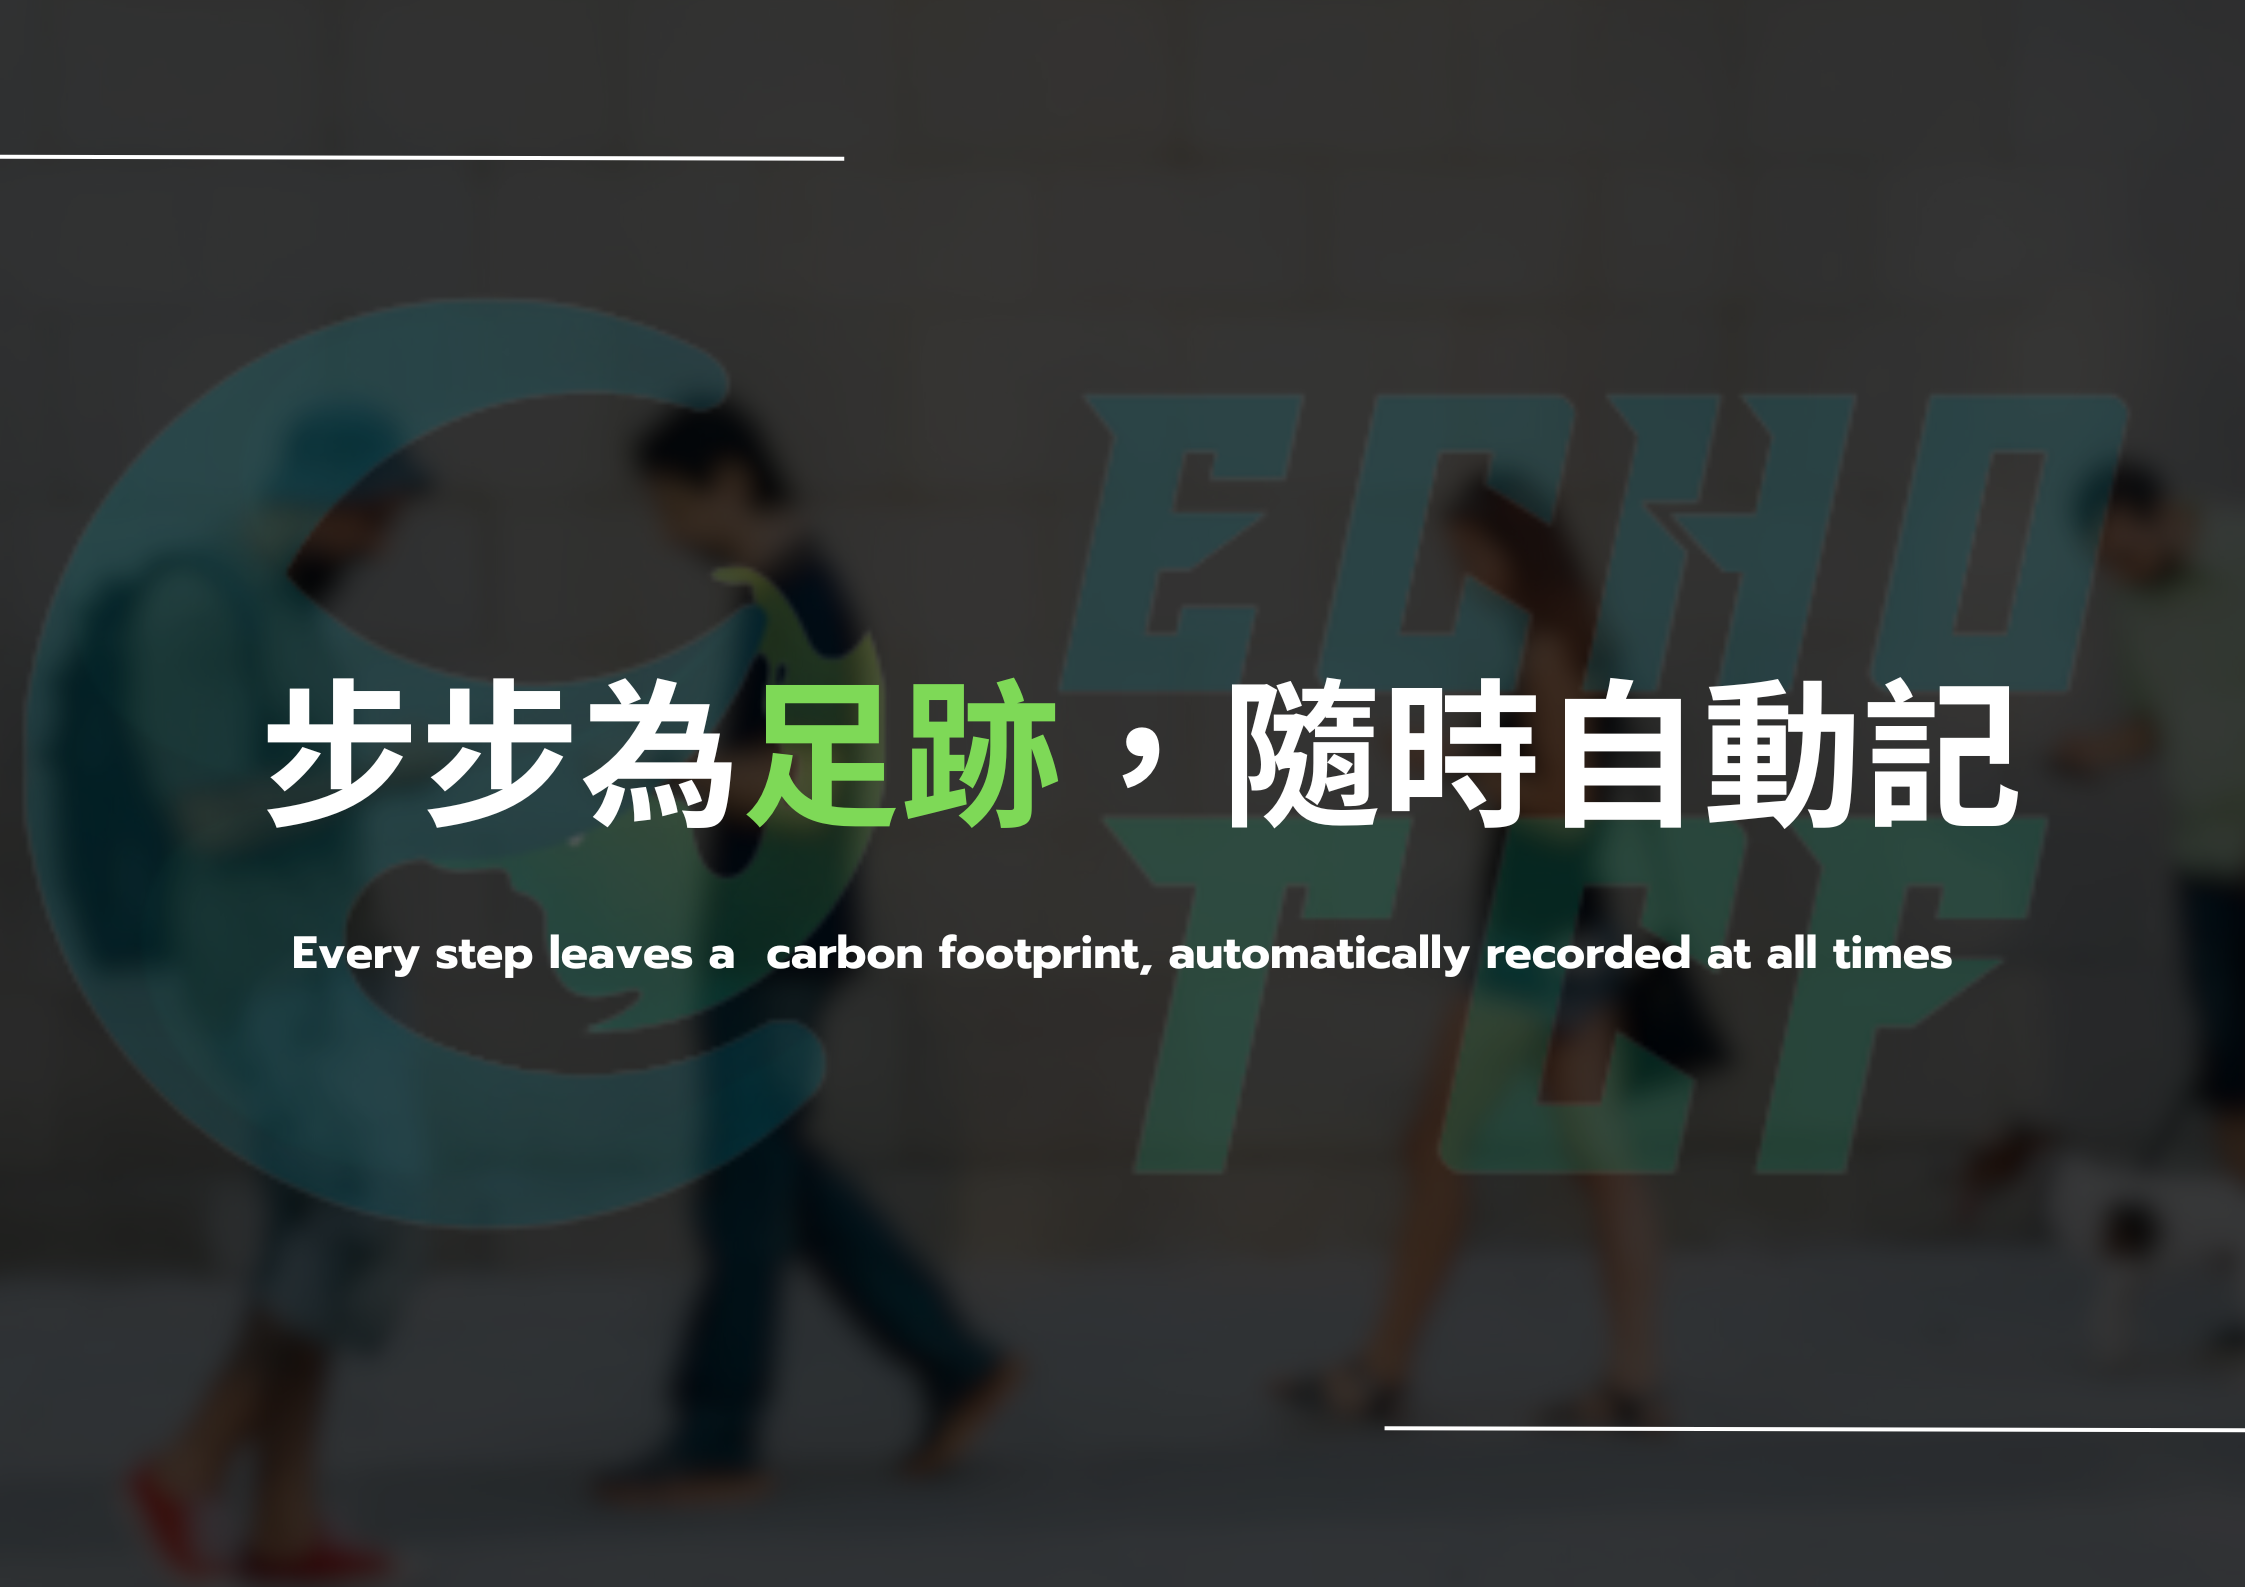 ECHO
TCF
步步為足跡，隨時自動記
Every step leaves a  carbon footprint, automatically recorded at all times